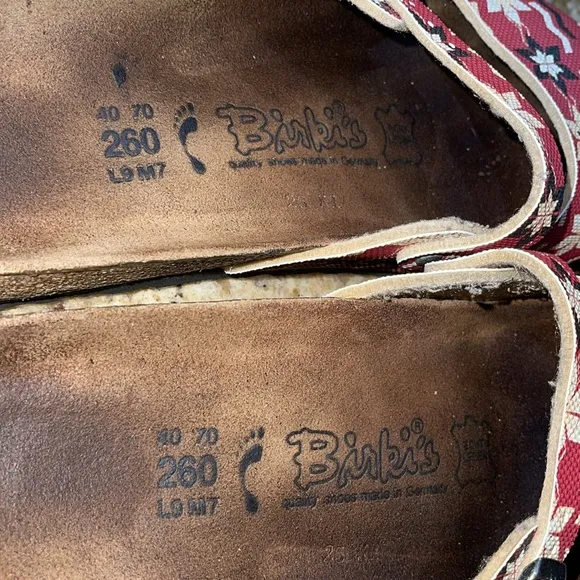 40 70
260
L9 M7
Birki's
quality shoes made in Germany
40 70
260
L9 M7
Birki's®
quality shoes made in Germany